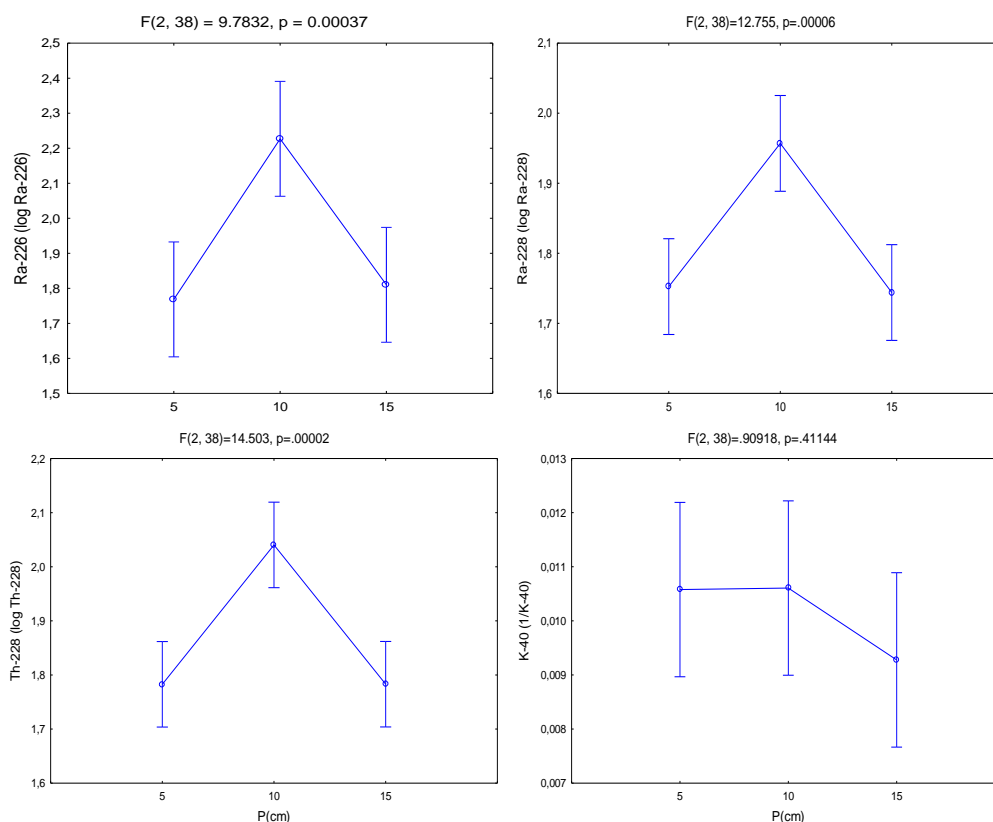 F(2, 38) = 9.7832, p = 0.00037
Ra-226 (log Ra-226)
2,5
2,4
2,3
2,2
2,1
2,0
1,9
1,8
1,7
1,6
1,5
5 10 15
F(2, 38)=12.755, p=.00006
Ra-228 (log Ra-228)
2,1
2,0
1,9
1,8
1,7
1,6
5 10 15
F(2, 38)=14.503, p=.00002
Th-228 (log Th-228)
2,2
2,1
2,0
1,9
1,8
1,7
1,6
5 10 15
P(cm)
F(2, 38)=.90918, p=.41144
K-40 (1/K-40)
0,013
0,012
0,011
0,010
0,009
0,008
0,007
5 10 15
P(cm)